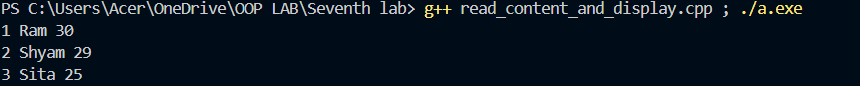 PS C:\Users\Acer\OneDrive\OOP LAB\Seventh lab> g++ read_content_and_display.cpp ; ./a.exe
1 Ram 30
2 Shyam 29
3 Sita 25